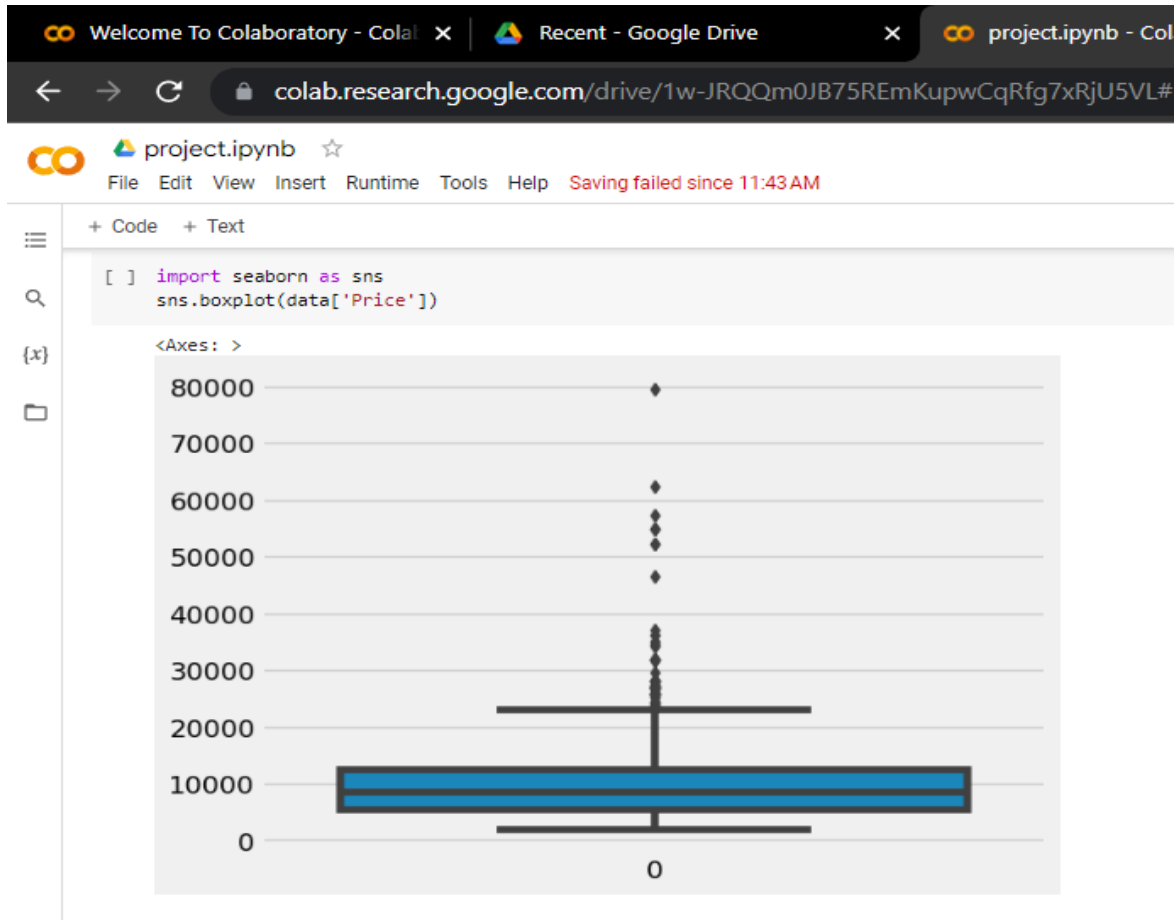 Welcome To Colaboratory - Colal
Recent - Google Drive
project.ipynb - Col
colab.research.google.com/drive/1w-JRQQm0JB75REmKupwCqRfg7xRjU5VL#
project.ipynb
File Edit View Insert Runtime Tools Help Saving failed since 11:43 AM
+ Code + Text
[ ] import seaborn as sns
sns.boxplot(data['Price'])
{x}
<Axes: >
80000
70000
60000
50000
40000
30000
20000
10000
0
0